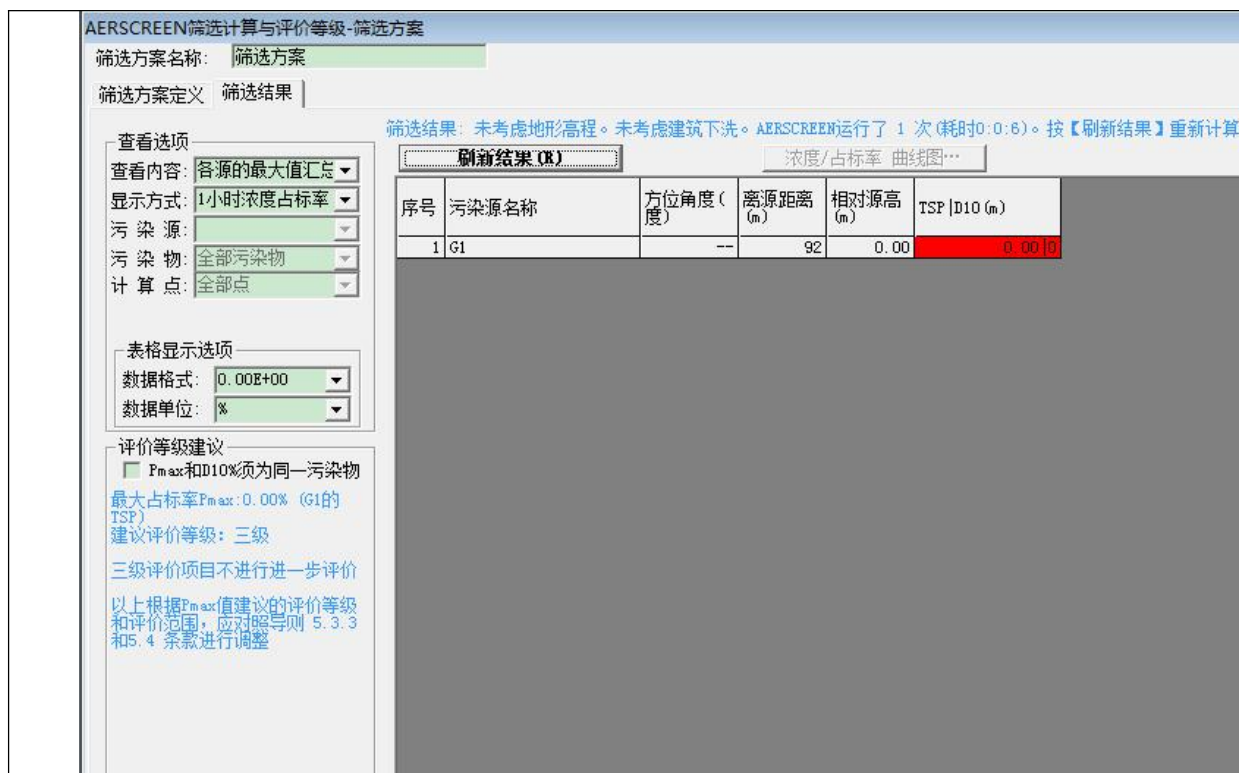 AERSCREEN筛选计算与评价等级-筛选方案
筛选方案名称: 筛选方案
筛选方案定义 筛选结果
筛选结果: 未考虑地形高程。未考虑建筑下洗。AERSCREEN运行了 1 次(耗时0:0:6)。按【刷新结果】重新计算
刷新结果(R) 浓度/占标率 曲线图…
查看选项
查看内容: 各源的最大值汇总
显示方式: 1小时浓度占标率
污 染 源:
污 染 物: 全部污染物
计 算 点: 全部点
序号 污染源名称 方位角度(度) 离源距离(m) 相对源高(m) TSP|D10(m)
1 G1 -- 92 0.00 0.00|0
表格显示选项
数据格式: 0.00E+00
数据单位: %
评价等级建议
Pmax和D10%须为同一污染物
最大占标率Pmax:0.00% (G1的
TSP)
建议评价等级: 三级
三级评价项目不进行进一步评价
以上根据Pmax值建议的评价等级
和评价范围，应对照导则 5.3.3
和5.4 条款进行调整